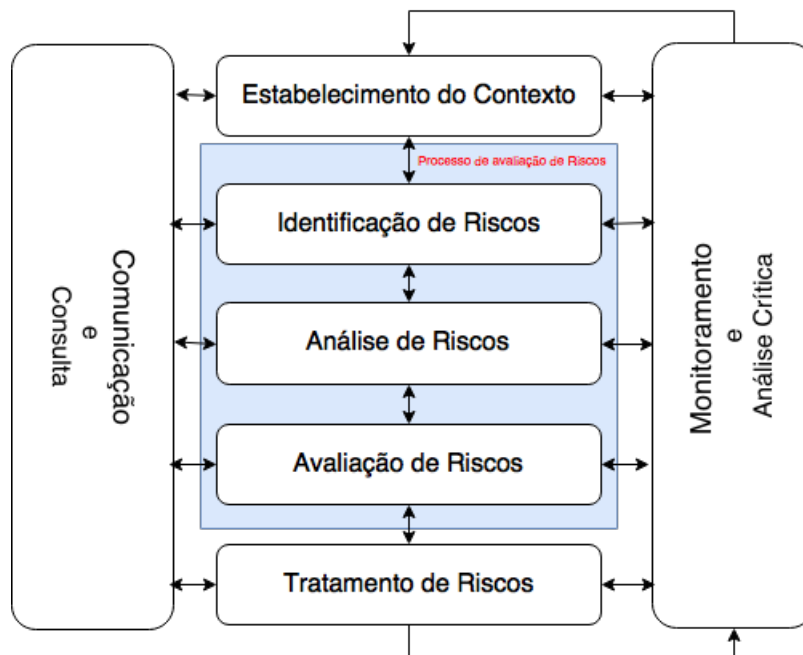 Estabelecimento do Contexto
Processo de avaliação de Riscos
Identificação de Riscos
Análise de Riscos
Avaliação de Riscos
Tratamento de Riscos
Comunicação
e
Consulta
Monitoramento
e
Análise Crítica